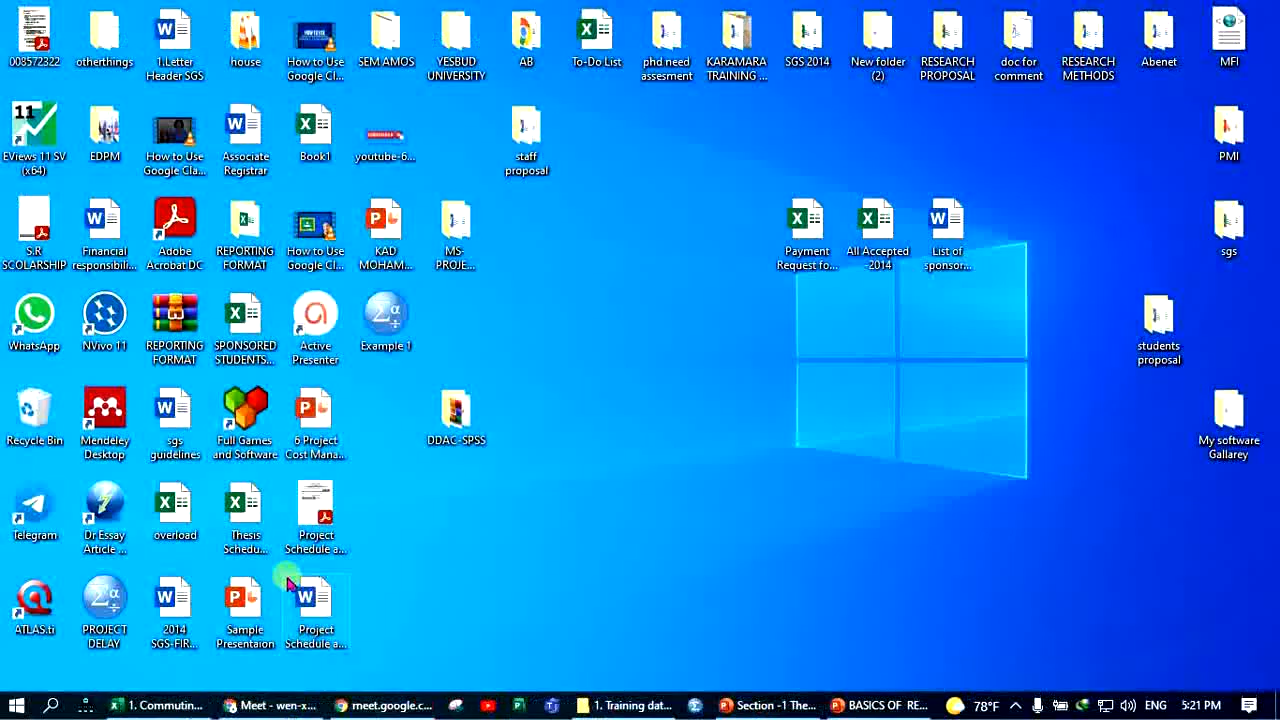 008572322
otherthings
1.Letter
Header SGS
house
How to Use
Google Cl...
SEM AMOS
YESBUD
UNIVERSITY
AB
To-Do List
phd need
assesment
KARAMARA
TRAINING ...
SGS 2014
New folder
(2)
RESEARCH
PROPOSAL
doc for
comment
RESEARCH
METHODS
Abenet
MFI
11
EViews 11 SV
(x64)
EDPM
How to Use
Google Cla...
Associate
Registrar
Book1
youtube-6...
staff
proposal
PMI
S.R
SCOLARSHIP
Financial
responsibili...
Adobe
Acrobat DC
REPORTING
FORMAT
How to Use
Google Cl...
KAD
MOHAM...
MS-
PROJE...
Payment
Request fo...
All Accepted
-2014
List of
sponsor...
sgs
WhatsApp
NVivo 11
REPORTING
FORMAT
SPONSORED
STUDENTS...
Active
Presenter
Example 1
students
proposal
Recycle Bin
Mendeley
Desktop
sgs
guidelines
Full Games
and Software
6 Project
Cost Mana...
DDAC-SPSS
My software
Gallarey
Telegram
Dr Essay
Article ...
overload
Thesis
Schedu...
Project
Schedule a...
ATLAS.ti
PROJECT
DELAY
2014
SGS-FIR...
Sample
Presentaion
Project
Schedule a...
1. Commutin...
Meet - wen-x...
meet.google.c...
1. Training dat...
Section -1 The...
BASICS OF RE...
78°F
ENG
5:21 PM